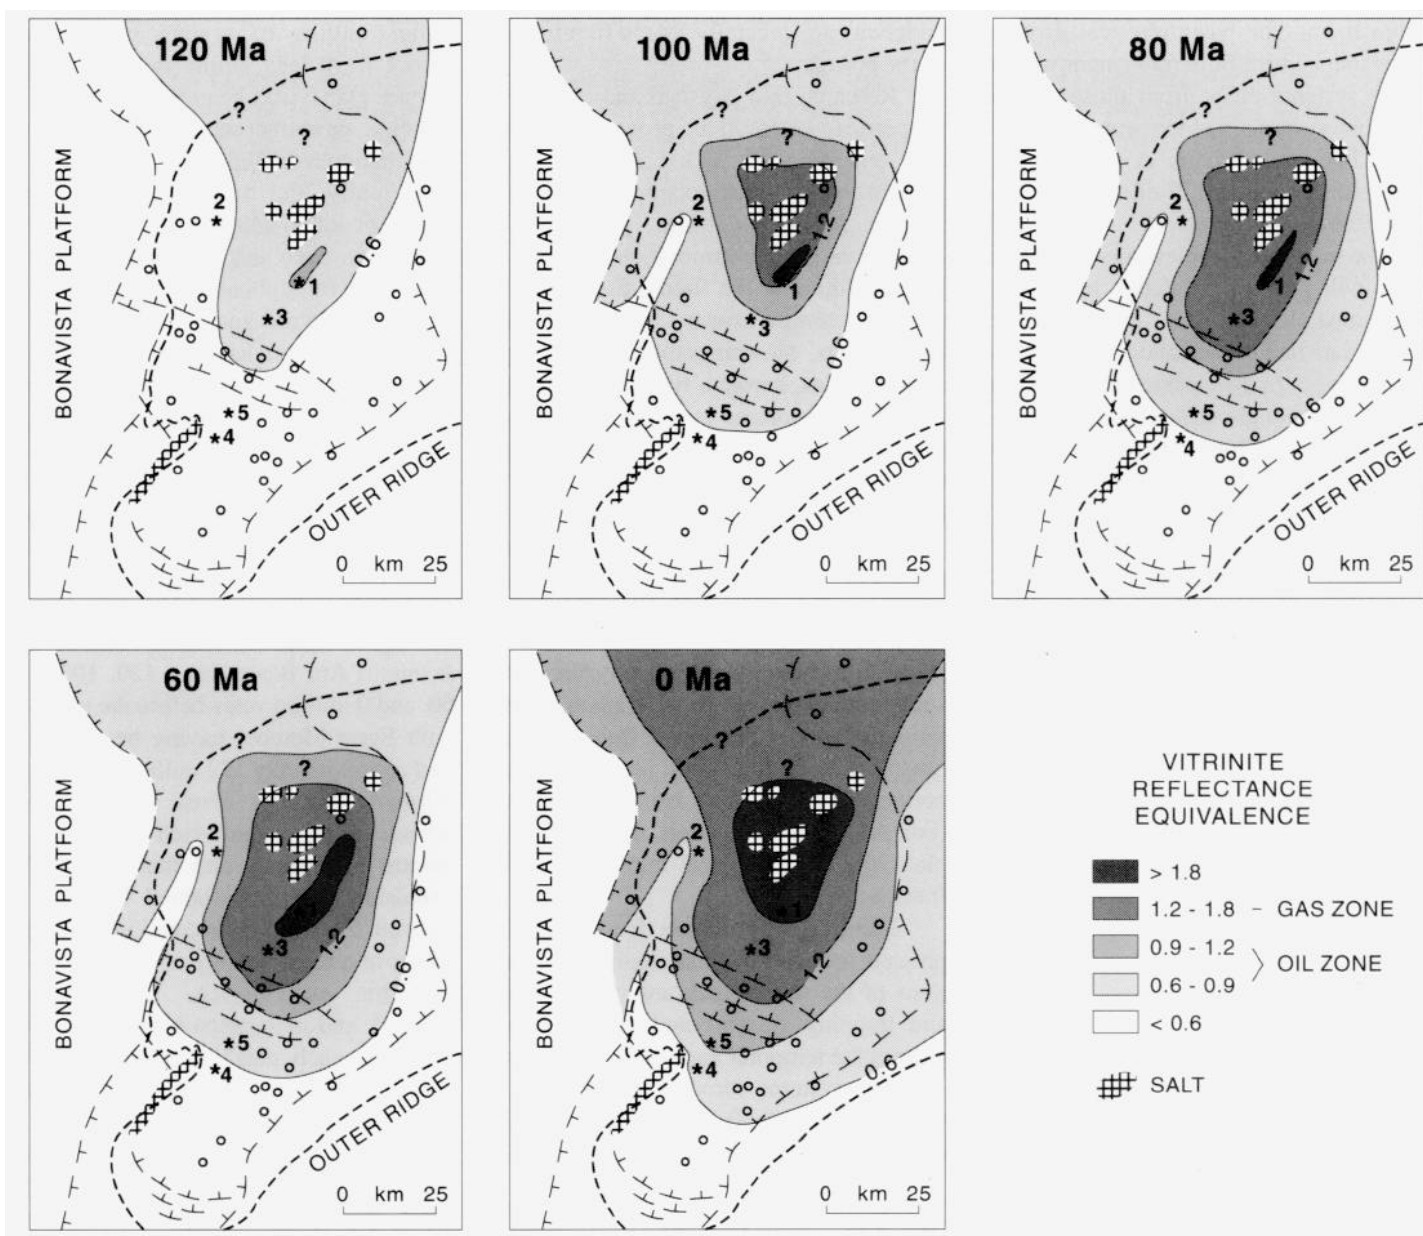 120 Ma
?
?
BONAVISTA PLATFORM
2
0.6
1
3
5
4
OUTER RIDGE
0 km 25
100 Ma
?
?
BONAVISTA PLATFORM
2
1.2
1
3
0.6
5
4
OUTER RIDGE
0 km 25
80 Ma
?
?
BONAVISTA PLATFORM
2
1.2
1
3
0.6
5
4
OUTER RIDGE
0 km 25
60 Ma
?
?
BONAVISTA PLATFORM
2
1
3
1.2
0.6
5
4
OUTER RIDGE
0 km 25
0 Ma
?
?
BONAVISTA PLATFORM
2
1
3
1.2
5
0.6
4
OUTER RIDGE
0 km 25
VITRINITE
REFLECTANCE
EQUIVALENCE
> 1.8
1.2 - 1.8 - GAS ZONE
0.9 - 1.2
OIL ZONE
0.6 - 0.9
< 0.6
SALT